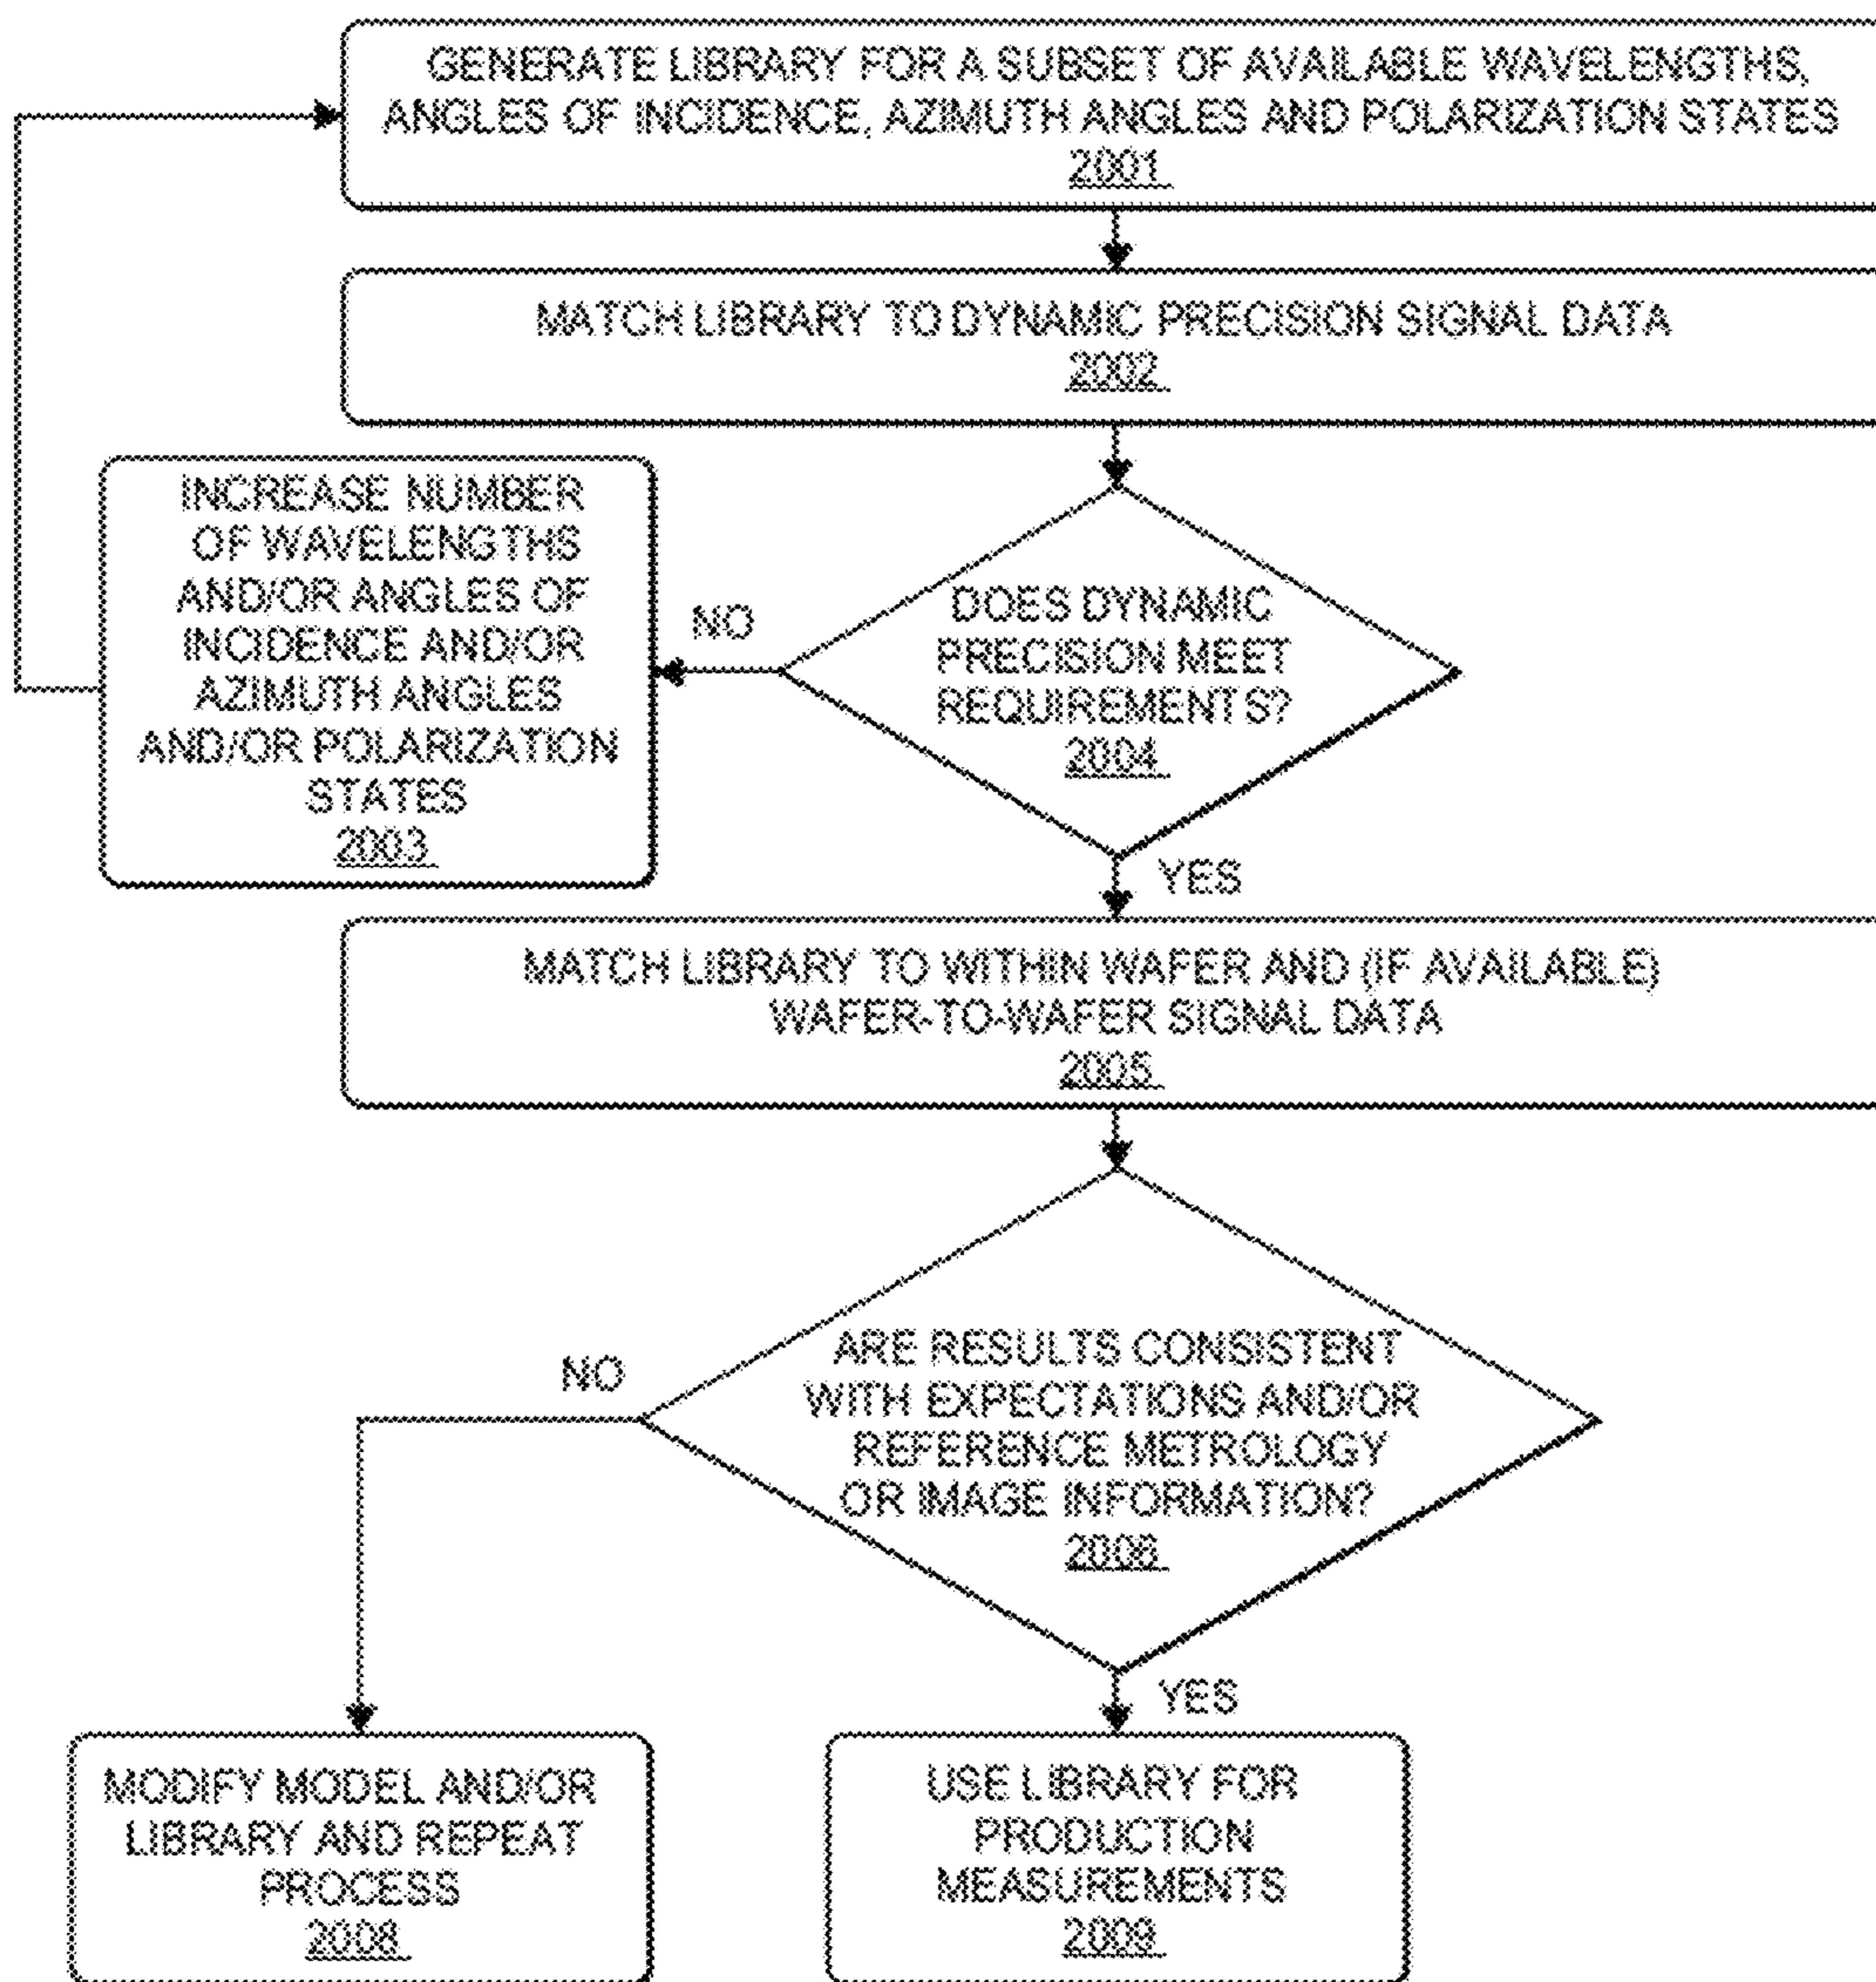 GENERATE LIBRARY FOR A SUBSET OF AVAILABLE WAVELENGTHS,
ANGLES OF INCIDENCE, AZIMUTH ANGLES AND POLARIZATION STATES
2001
MATCH LIBRARY TO DYNAMIC PRECISION SIGNAL DATA
2002
INCREASE NUMBER
OF WAVELENGTHS
AND/OR ANGLES OF
INCIDENCE AND/OR
AZIMUTH ANGLES
AND/OR POLARIZATION
STATES
2003
NO
DOES DYNAMIC
PRECISION MEET
REQUIREMENTS?
2004
YES
MATCH LIBRARY TO WITHIN WAFER AND (IF AVAILABLE)
WAFER-TO-WAFER SIGNAL DATA
2005
NO
ARE RESULTS CONSISTENT
WITH EXPECTATIONS AND/OR
REFERENCE METROLOGY
OR IMAGE INFORMATION?
2006
YES
MODIFY MODEL AND/OR
LIBRARY AND REPEAT
PROCESS
2008
USE LIBRARY FOR
PRODUCTION
MEASUREMENTS
2009